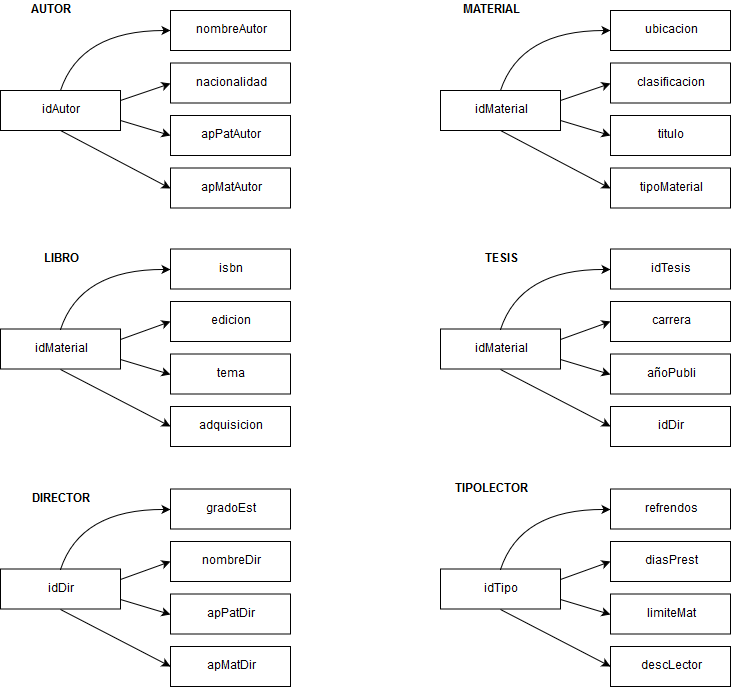 AUTOR
nombreAutor
nacionalidad
idAutor
apPatAutor
apMatAutor
MATERIAL
ubicacion
clasificacion
idMaterial
titulo
tipoMaterial
LIBRO
isbn
edicion
idMaterial
tema
adquisicion
TESIS
idTesis
carrera
idMaterial
añoPubli
idDir
DIRECTOR
gradoEst
nombreDir
idDir
apPatDir
apMatDir
TIPOLECTOR
refrendos
diasPrest
idTipo
limiteMat
descLector